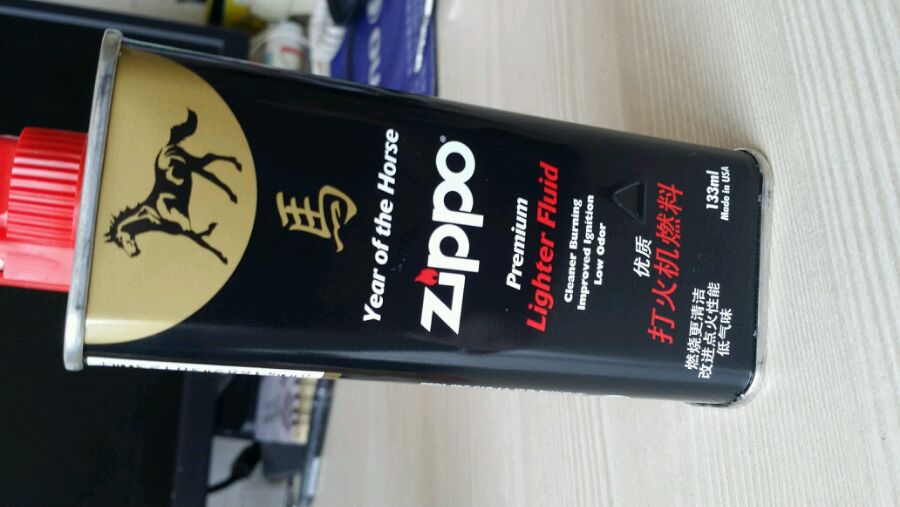 馬
Year of the Horse
Zippo®
Premium
Lighter Fluid
Cleaner Burning
Improved Ignition
Low Odor
优质
打火机燃料
燃烧更清洁
改进点火性能
低气味
133ml
Made in USA